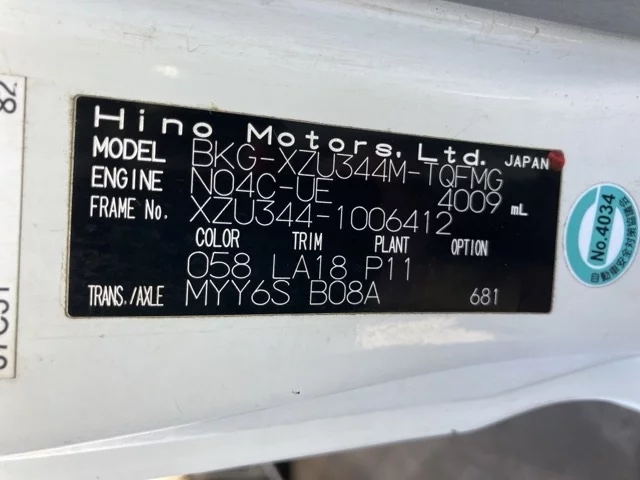 Hino Motors, Ltd. JAPAN
MODEL BKG-XZU344M-TQFMG
ENGINE N04C-UE 4009 mL
FRAME No. XZU344-1006412
COLOR TRIM PLANT OPTION
058 LA18 P11
TRANS./AXLE MYY6S B08A 681
No.4034
82